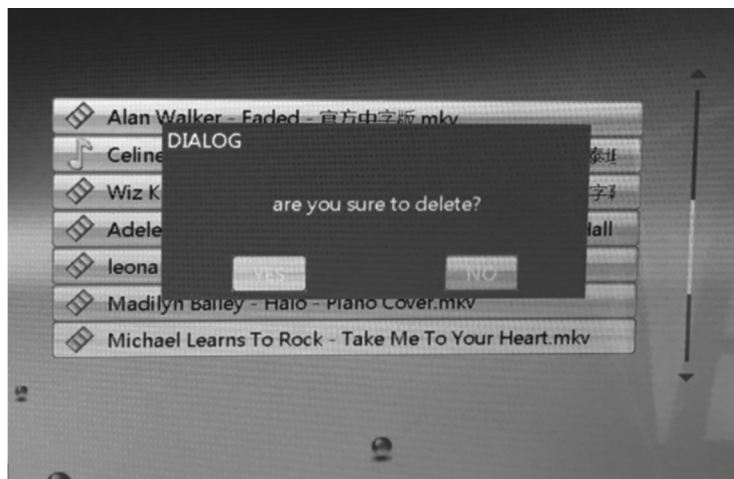 Alan Walker - Faded - 官方中字版.mkv
DIALOG
Celine
Wiz K
are you sure to delete?
Adele
Hall
leona
YES
NO
Madilyn Bailey - Halo - Piano Cover.mkv
Michael Learns To Rock - Take Me To Your Heart.mkv